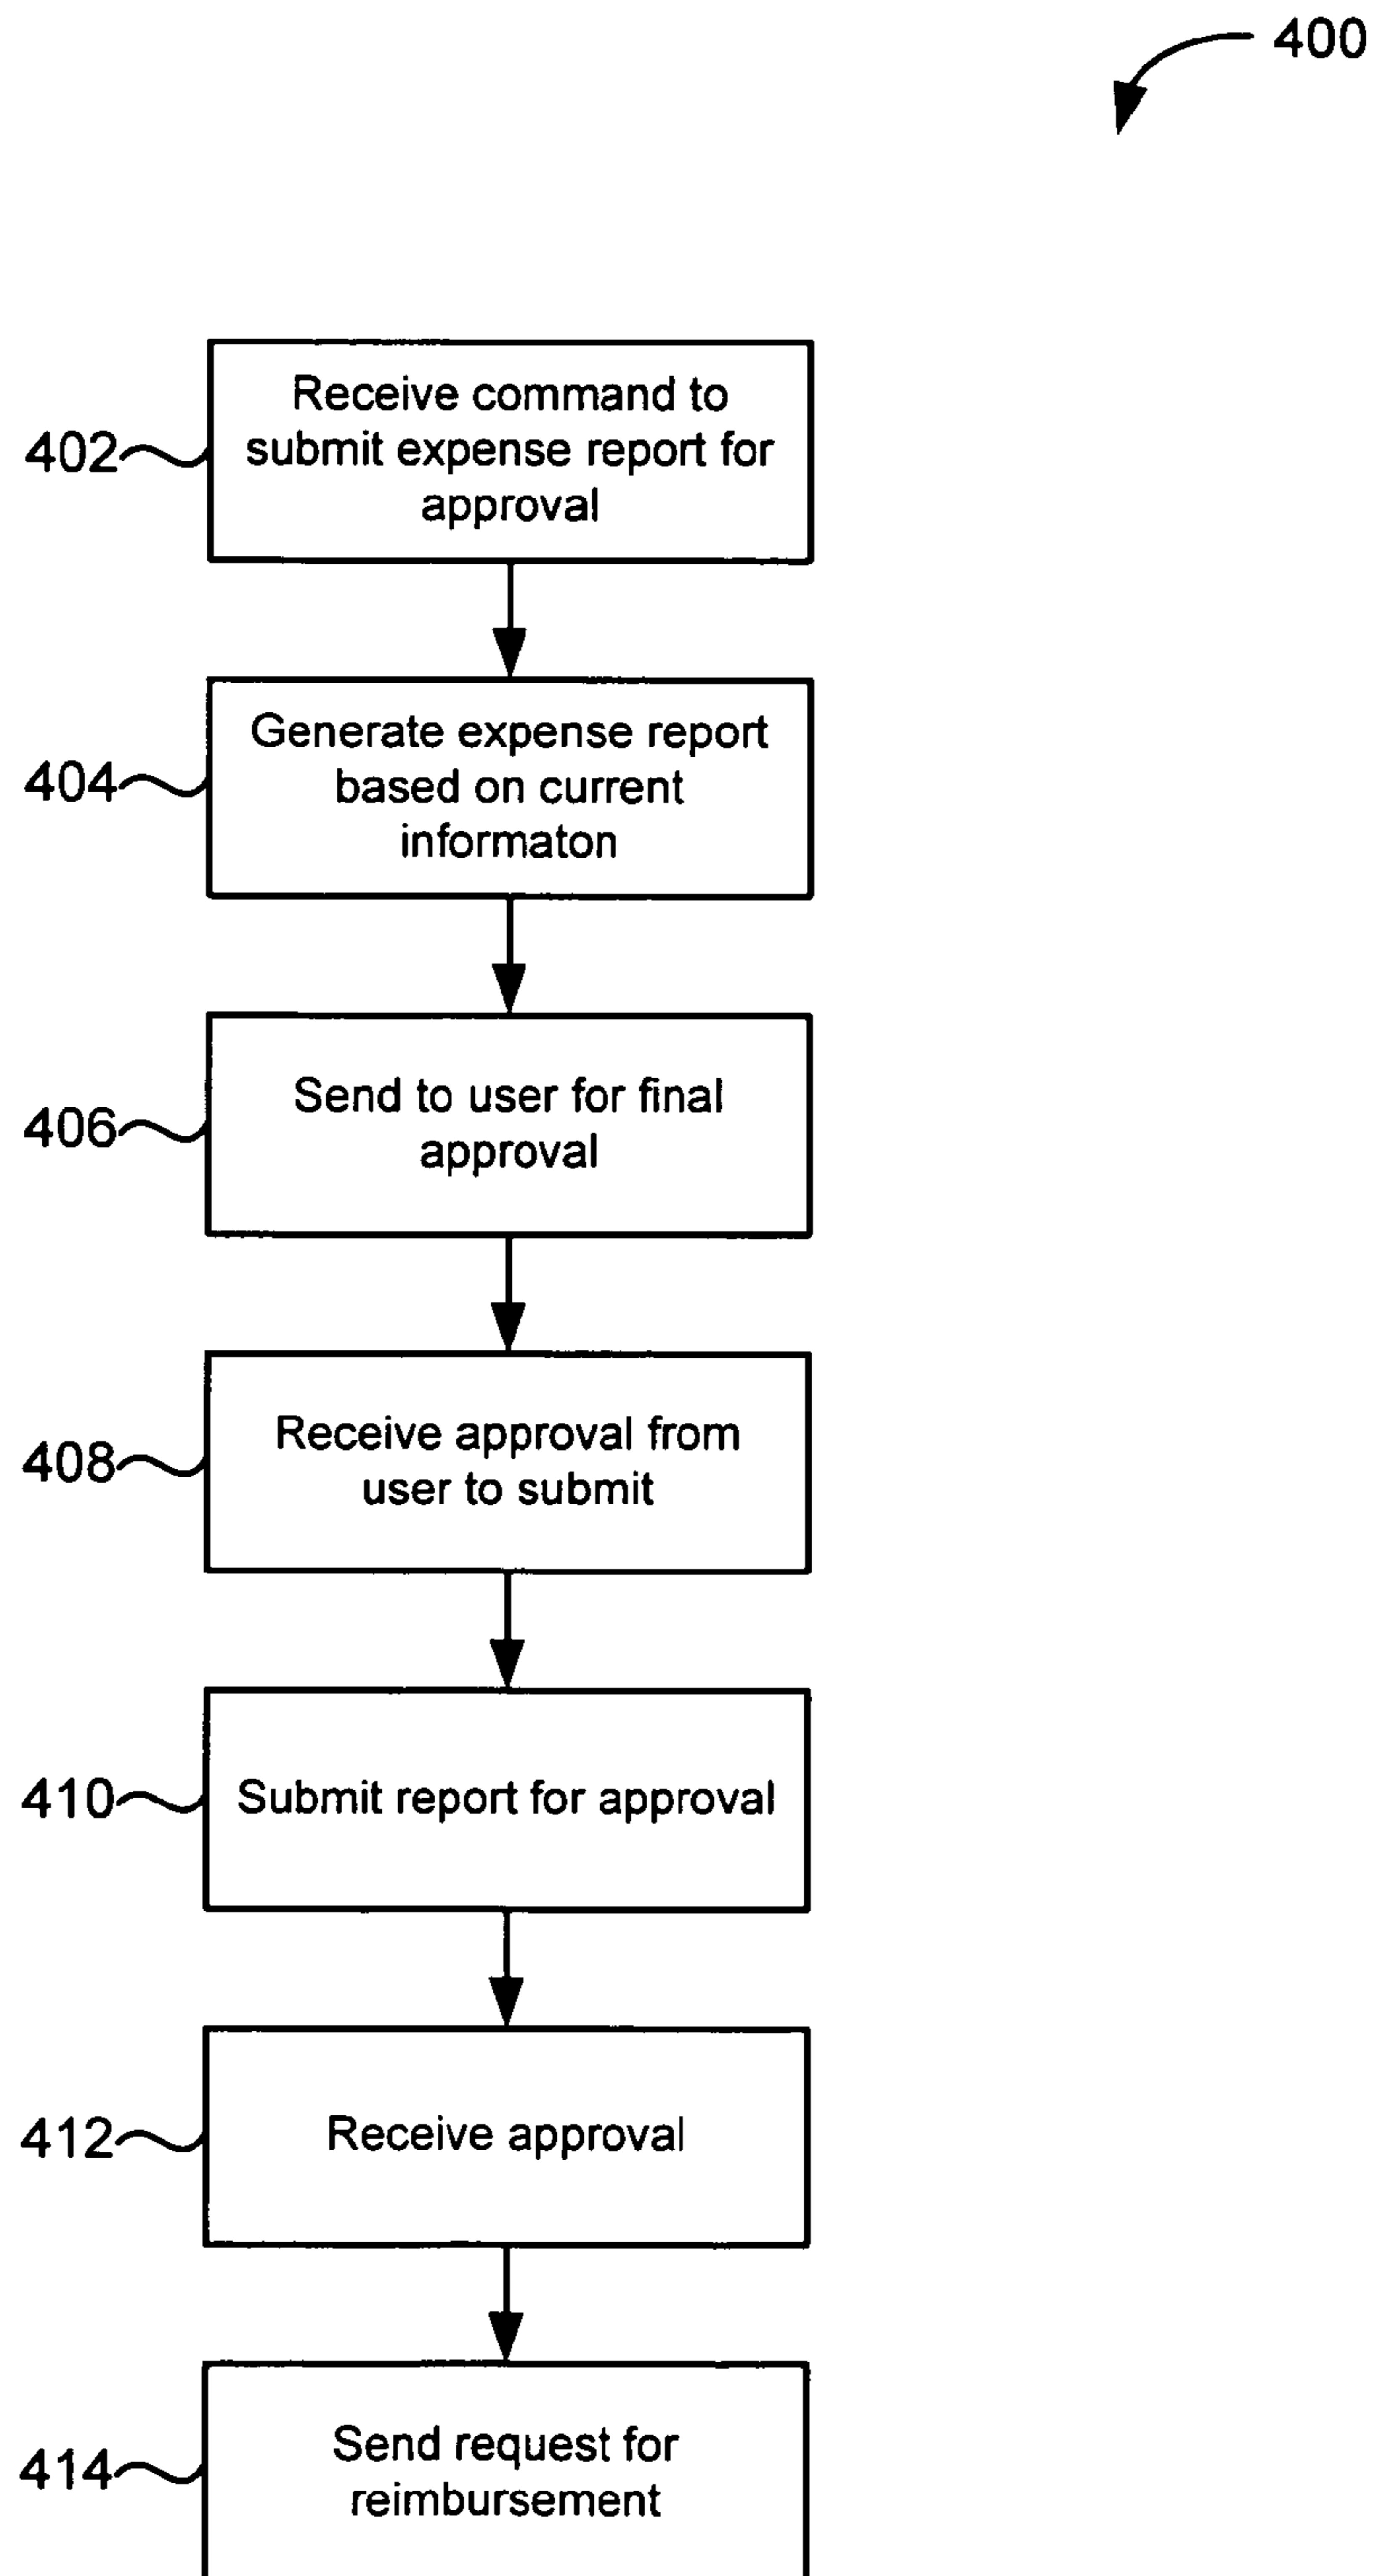 400
402
Receive command to
submit expense report for
approval
404
Generate expense report
based on current
informaton
406
Send to user for final
approval
408
Receive approval from
user to submit
410
Submit report for approval
412
Receive approval
414
Send request for
reimbursement